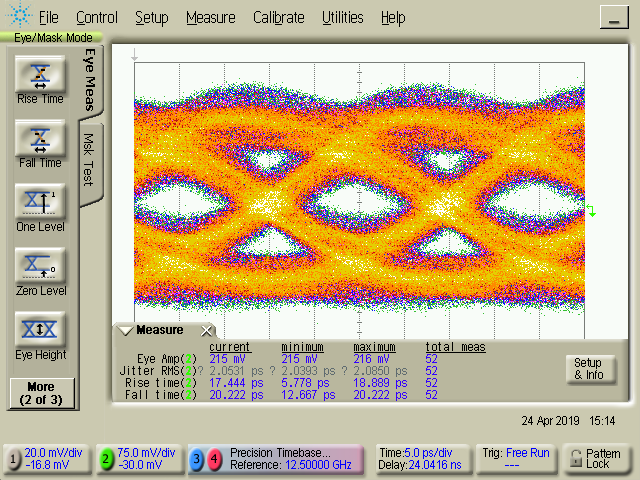 File Control Setup Measure Calibrate Utilities Help
Eye/Mask Mode
Eye Meas
Msk Test
Rise Time
Fall Time
One Level
Zero Level
Eye Height
More
(2 of 3)
Measure
current minimum maximum total meas
Eye Amp(2) 215 mV 215 mV 216 mV 52
Jitter RMS(2)? 2.0531 ps ? 2.0393 ps ? 2.0850 ps 52
Rise time(2) 17.444 ps 5.778 ps 18.889 ps 52
Fall time(2) 20.222 ps 12.667 ps 20.222 ps 52
Setup
& Info
24 Apr 2019 15:14
1 20.0 mV/div
-16.8 mV
2 75.0 mV/div
-30.0 mV
3 4 Precision Timebase...
Reference: 12.50000 GHz
Time:5.0 ps/div
Delay:24.0416 ns
Trig: Free Run
---
Pattern
Lock